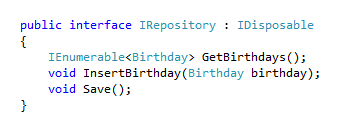 public interface IRepository : IDisposable
{
    IEnumerable<Birthday> GetBirthdays();
    void InsertBirthday(Birthday birthday);
    void Save();
}